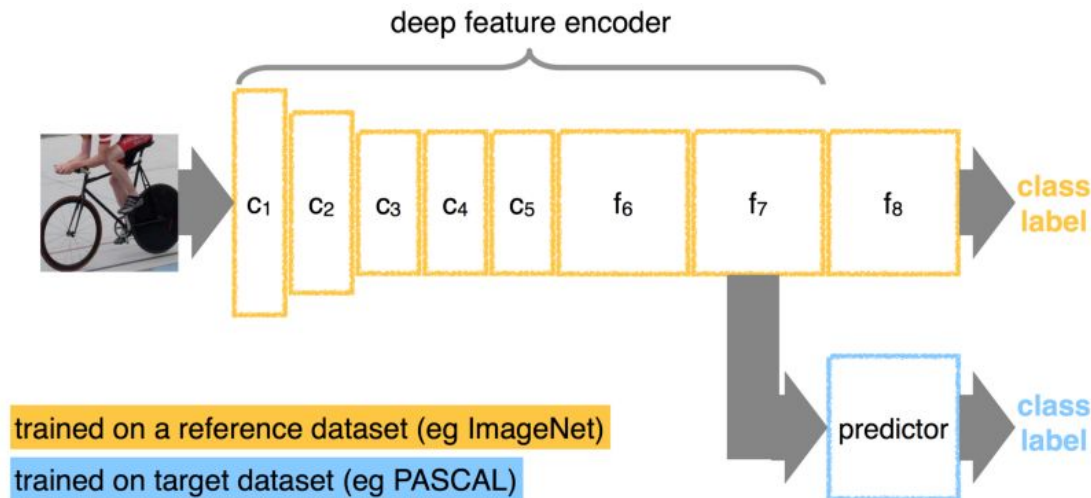 deep feature encoder
c1
c2
c3
c4
c5
f6
f7
f8
class
label
predictor
class
label
trained on a reference dataset (eg ImageNet)
trained on target dataset (eg PASCAL)